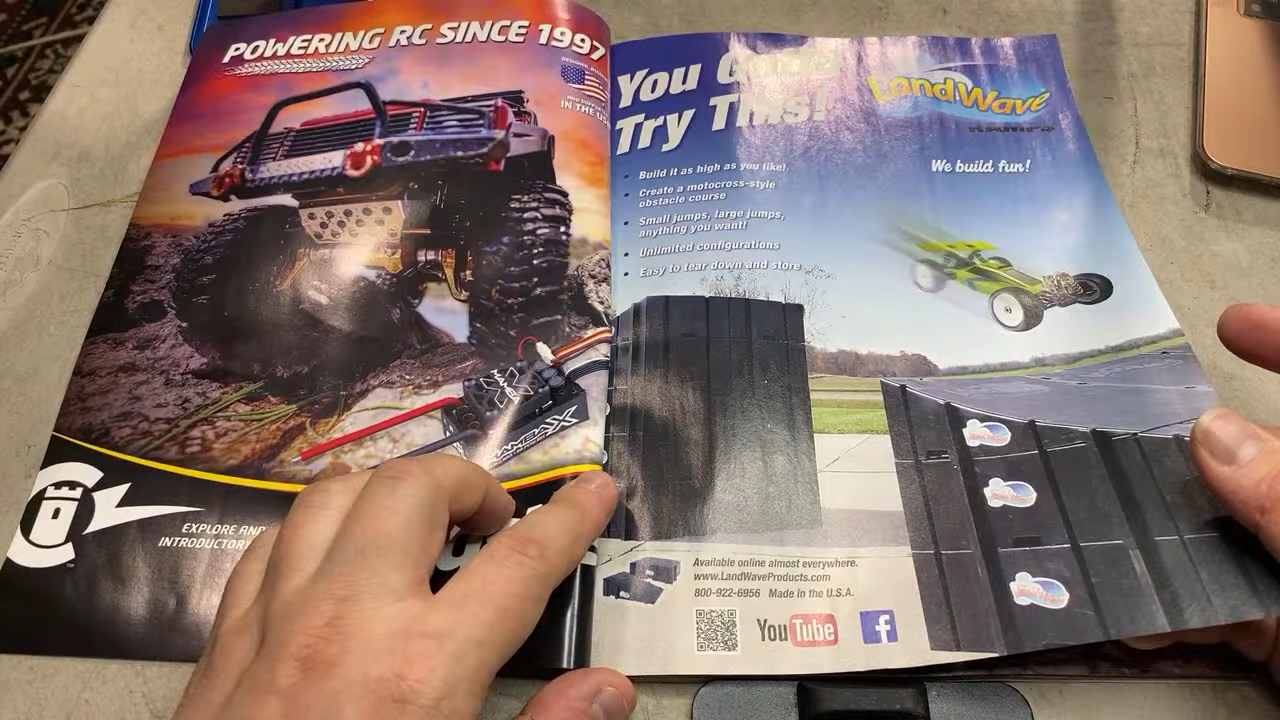 POWERING RC SINCE 1997
IN THE USA
MAMBA X
MAMBA X
EXPLORE AND
INTRODUCTORY
You
Try This!
LandWave
RAMPS
We build fun!
• Build it as high as you like!
• Create a motocross-style
obstacle course
• Small jumps, large jumps,
anything you want!
• Unlimited configurations
• Easy to tear down and store
Available online almost everywhere.
www.LandWaveProducts.com
800-922-6956 Made in the U.S.A.
YouTube
f